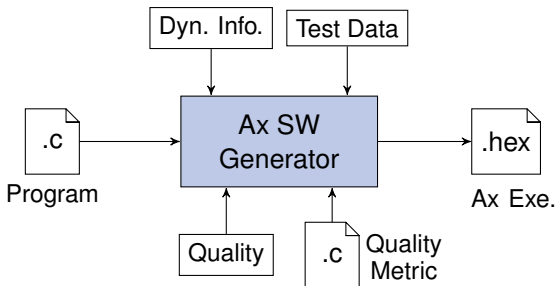 Dyn. Info.
Test Data
.c
Program
Ax SW
Generator
.hex
Ax Exe.
Quality
.c
Quality
Metric